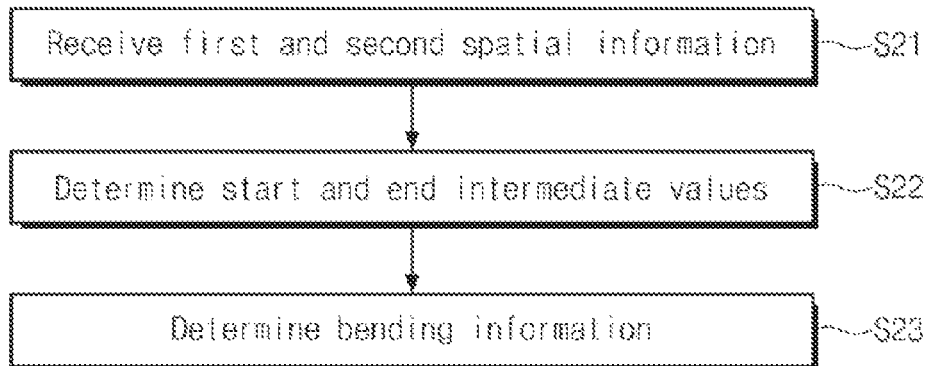 Receive first and second spatial information S21
Determine start and end intermediate values S22
Determine bending information S23